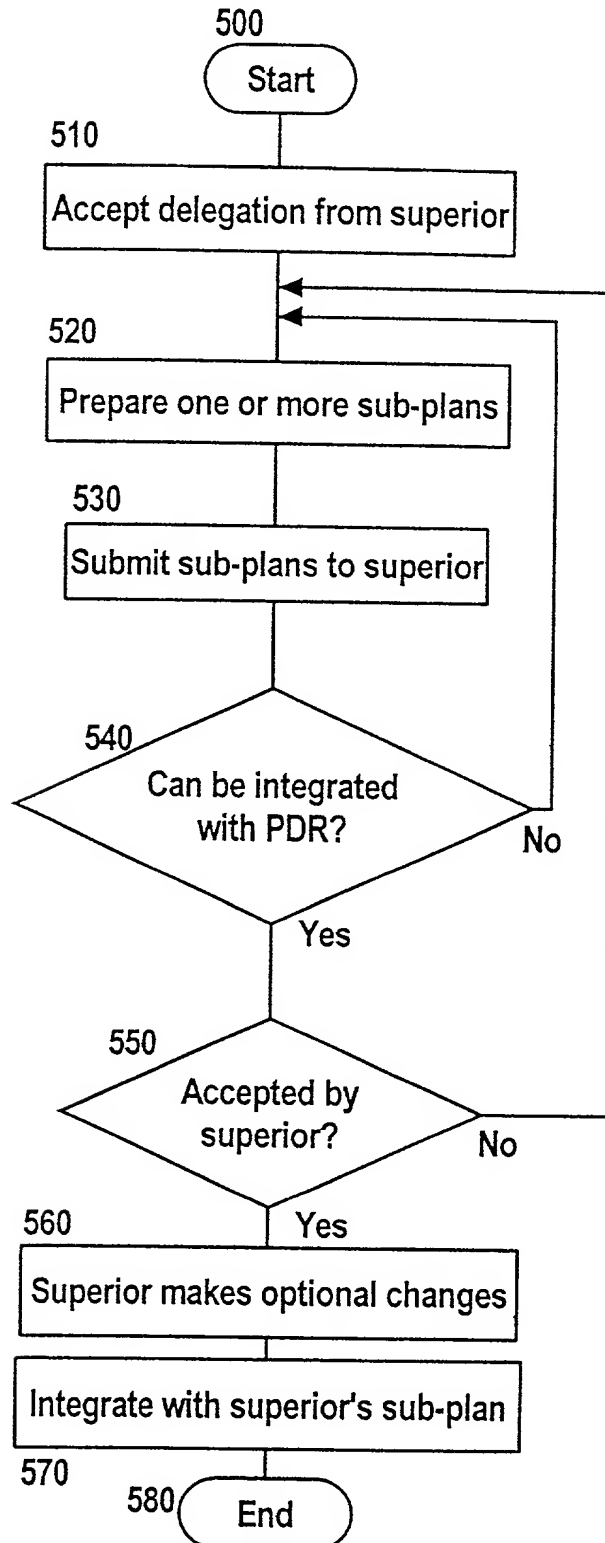 500
Start
510
Accept delegation from superior
520
Prepare one or more sub-plans
530
Submit sub-plans to superior
540
Can be integrated
with PDR?
No
Yes
550
Accepted by
superior?
No
Yes
560
Superior makes optional changes
Integrate with superior's sub-plan
570
580
End